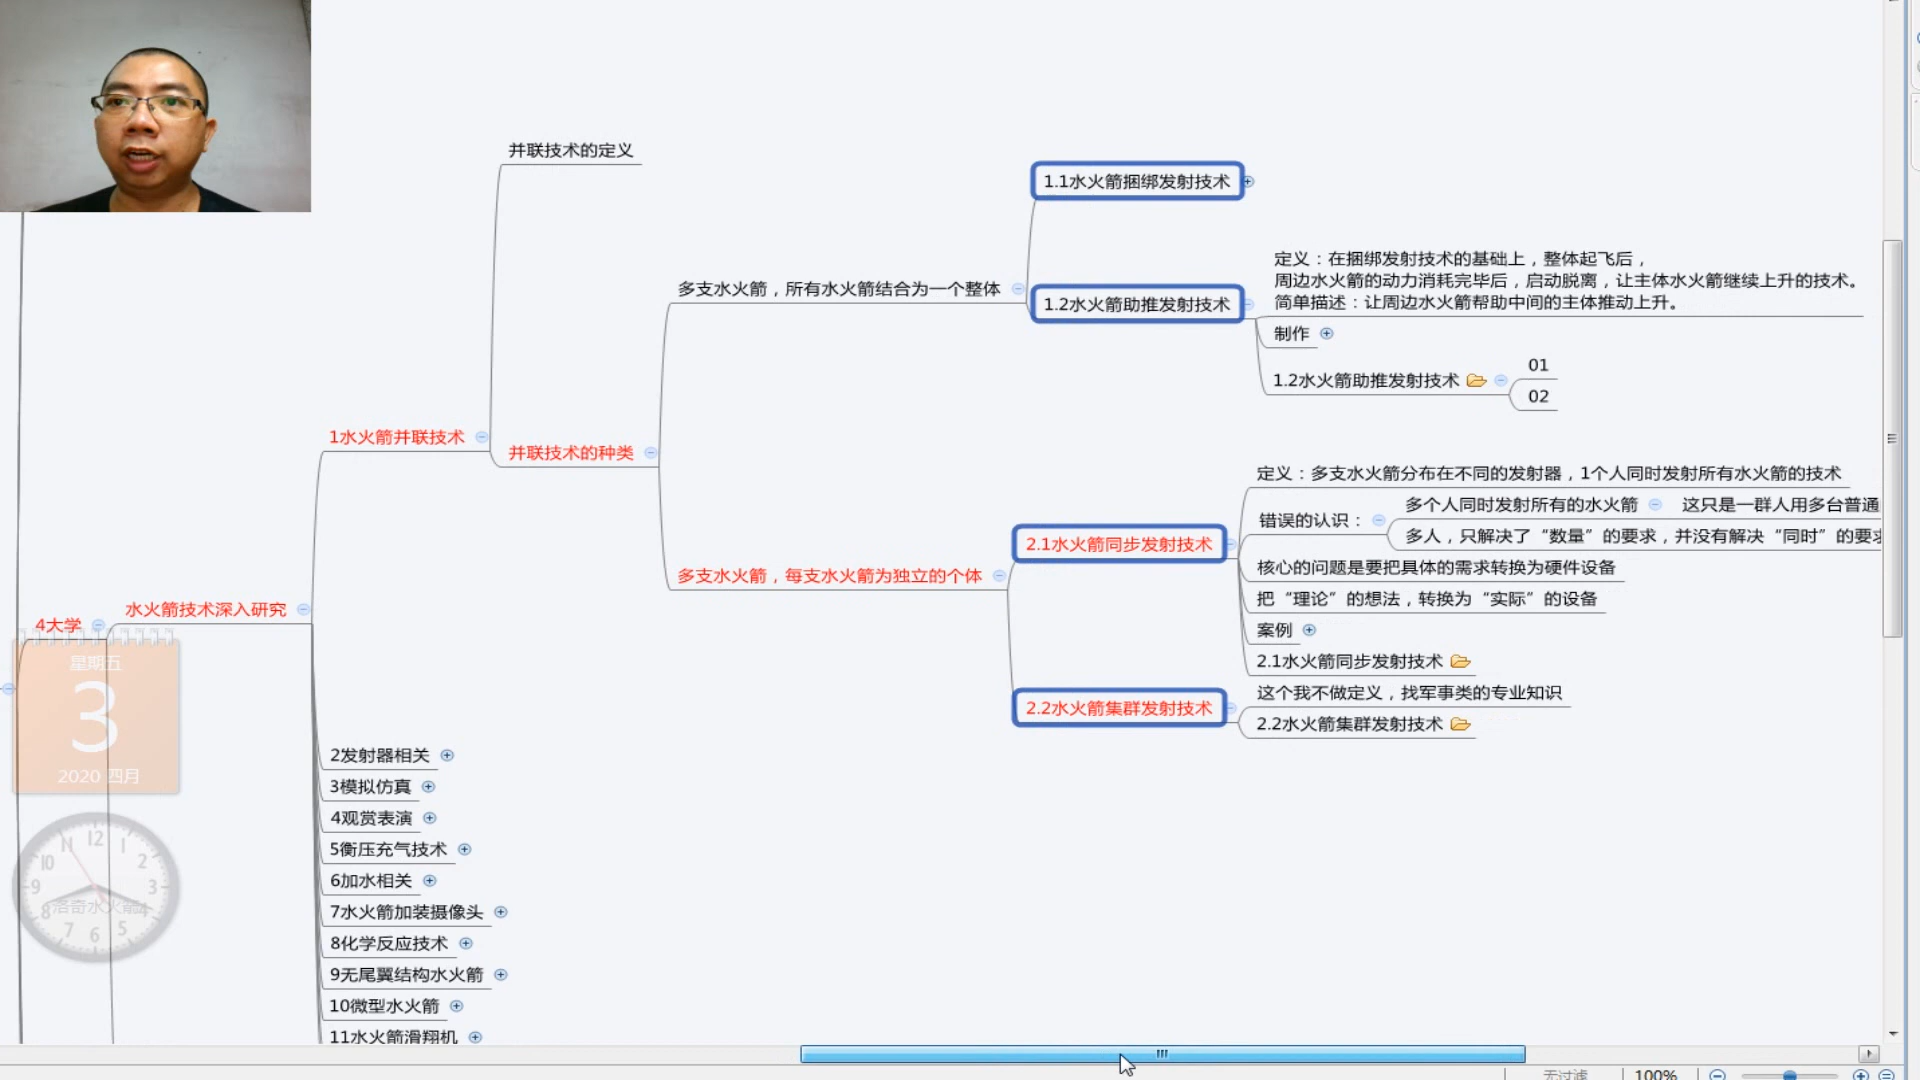 并联技术的定义
1.1水火箭捆绑发射技术
定义：在捆绑发射技术的基础上，整体起飞后，
周边水火箭的动力消耗完毕后，启动脱离，让主体水火箭继续上升的技术。
简单描述：让周边水火箭帮助中间的主体推动上升。
多支水火箭，所有水火箭结合为一个整体
1.2水火箭助推发射技术
制作
1.2水火箭助推发射技术
01
02
1水火箭并联技术
并联技术的种类
定义：多支水火箭分布在不同的发射器，1个人同时发射所有水火箭的技术
错误的认识：
多个人同时发射所有的水火箭
这只是一群人用多台普通
多人，只解决了“数量”的要求，并没有解决“同时”的要求
2.1水火箭同步发射技术
多支水火箭，每支水火箭为独立的个体
核心的问题是要把具体的需求转换为硬件设备
把“理论”的想法，转换为“实际”的设备
案例
2.1水火箭同步发射技术
2.2水火箭集群发射技术
这个我不做定义，找军事类的专业知识
2.2水火箭集群发射技术
4大学
水火箭技术深入研究
星期五
3
2020 四月
2发射器相关
3模拟仿真
4观赏表演
5衡压充气技术
6加水相关
7水火箭加装摄像头
8化学反应技术
9无尾翼结构水火箭
10微型水火箭
11水火箭滑翔机
12
1
2
3
4
5
6
7
8
9
10
11
洛奇水火箭
无过滤
100%